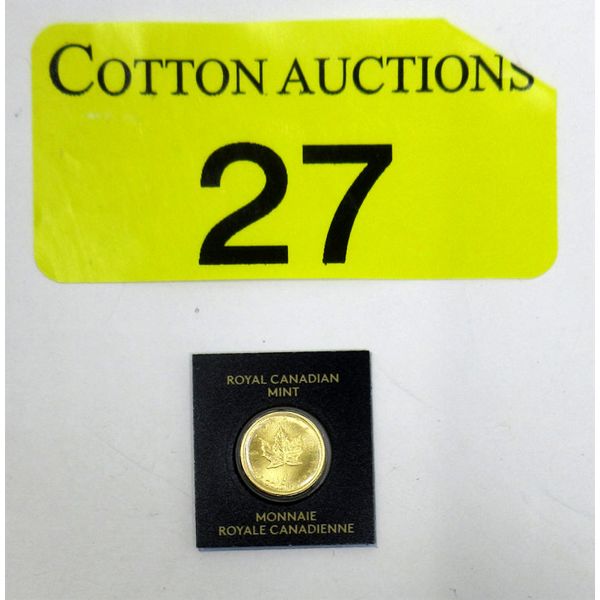 COTTON AUCTIONS
27
ROYAL CANADIAN
MINT
MONNAIE
ROYALE CANADIENNE